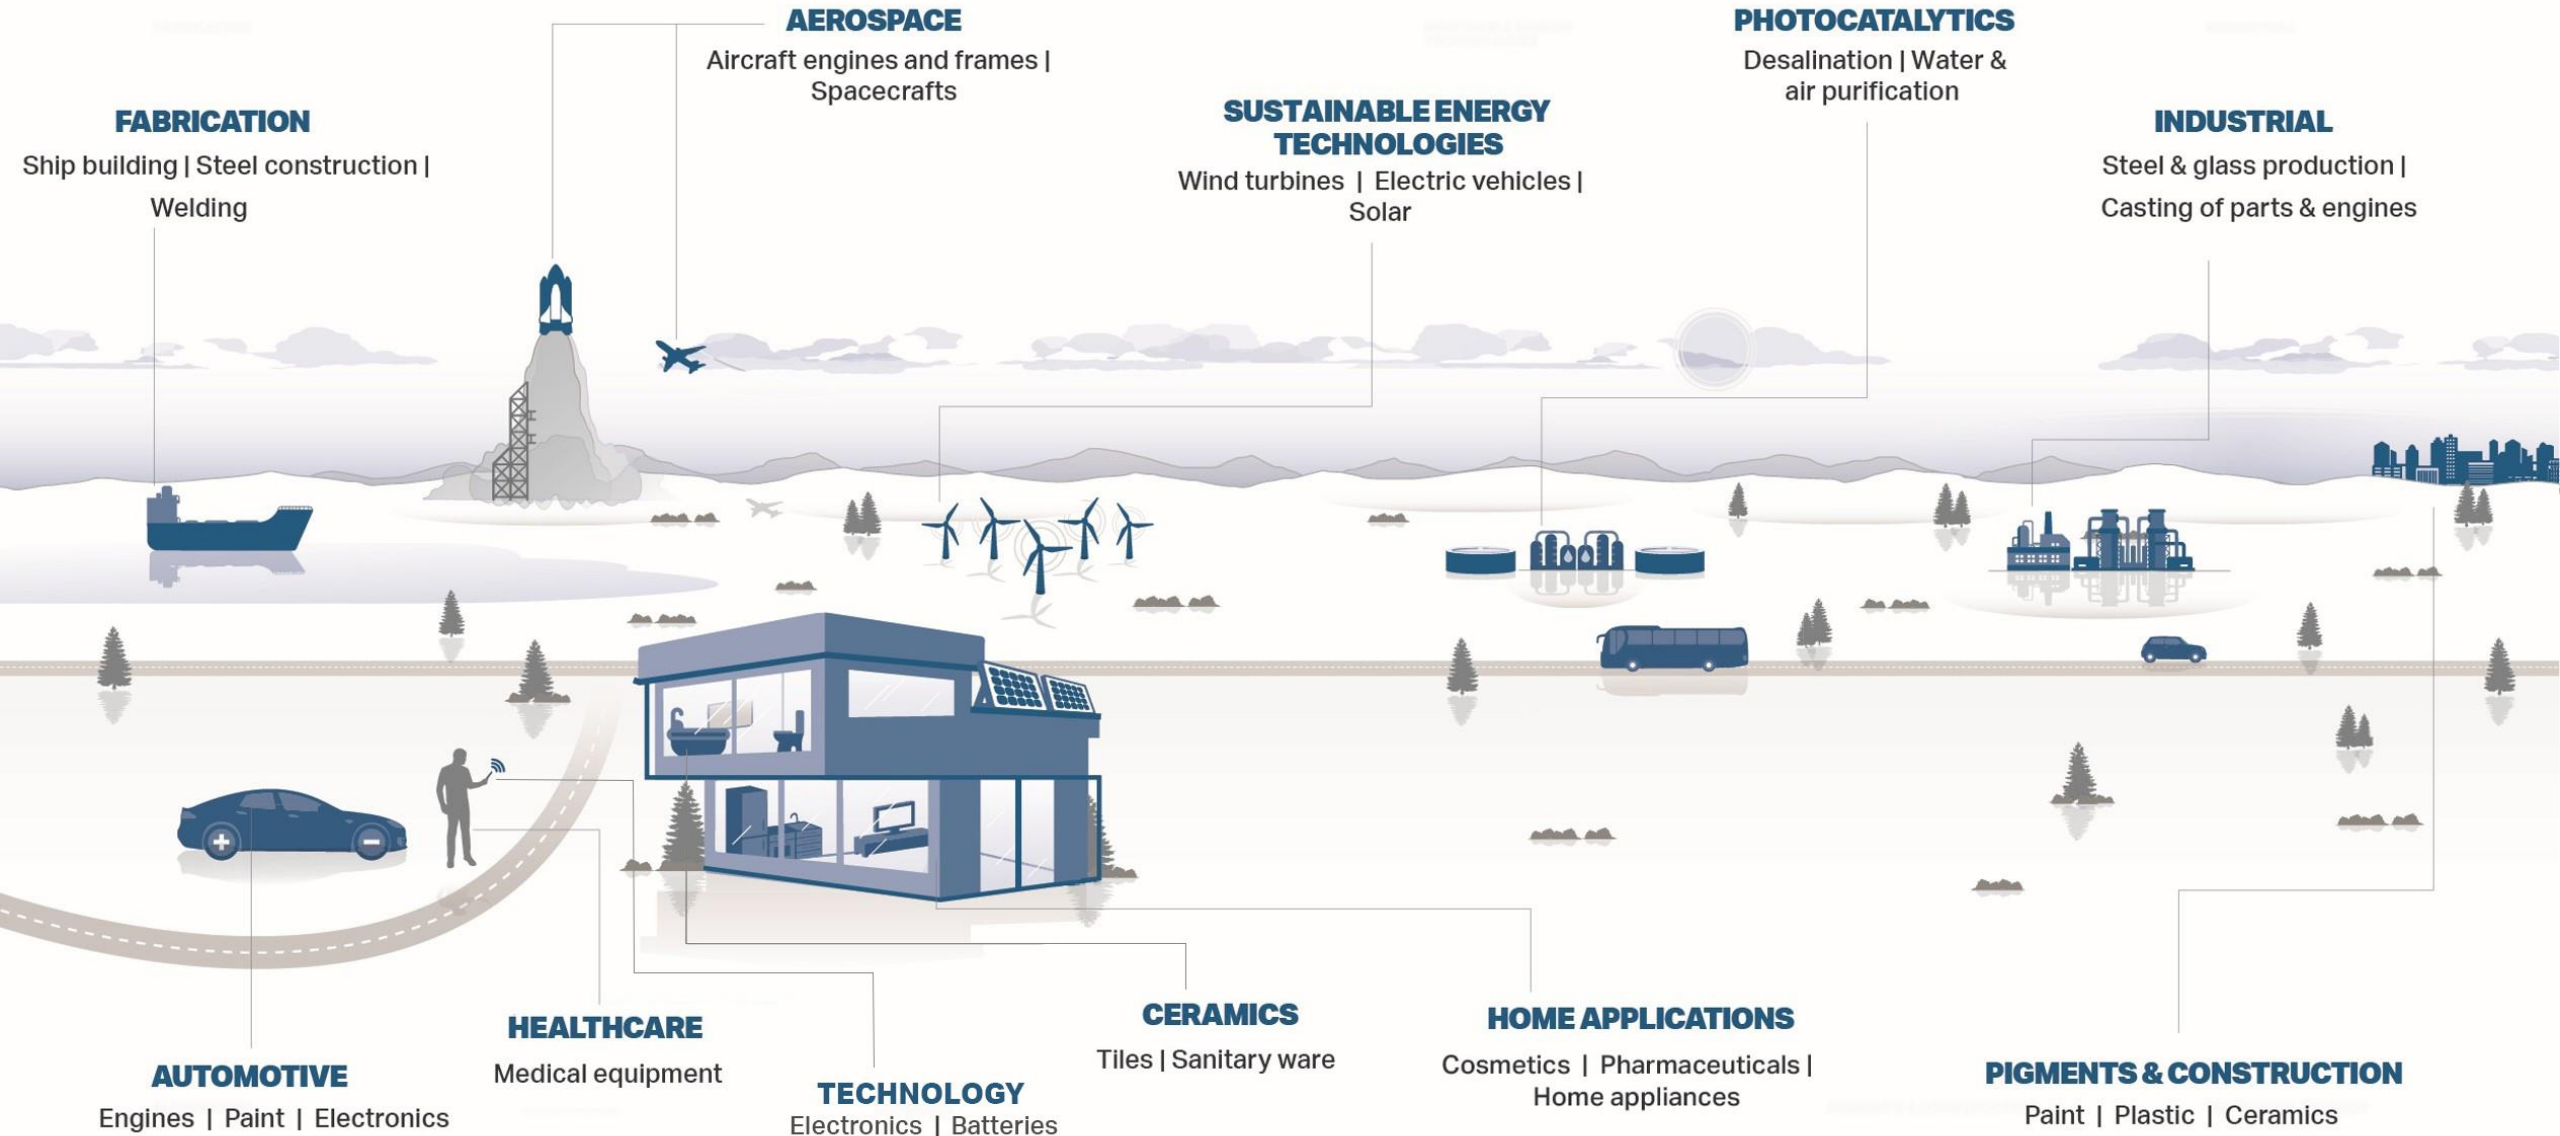 AEROSPACE
Aircraft engines and frames |
Spacecrafts
PHOTOCATALYTICS
Desalination | Water &
air purification
FABRICATION
Ship building | Steel construction |
Welding
SUSTAINABLE ENERGY
TECHNOLOGIES
Wind turbines | Electric vehicles |
Solar
INDUSTRIAL
Steel & glass production |
Casting of parts & engines
AUTOMOTIVE
Engines | Paint | Electronics
HEALTHCARE
Medical equipment
TECHNOLOGY
Electronics | Batteries
CERAMICS
Tiles | Sanitary ware
HOME APPLICATIONS
Cosmetics | Pharmaceuticals |
Home appliances
PIGMENTS & CONSTRUCTION
Paint | Plastic | Ceramics